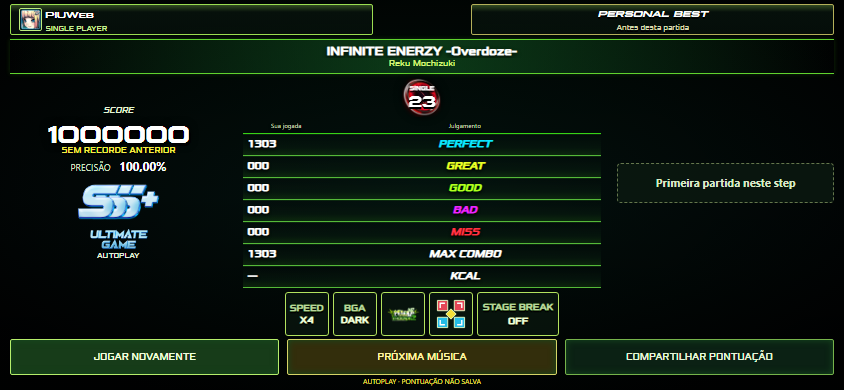 PIUWEB
SINGLE PLAYER
PERSONAL BEST
Antes desta partida
INFINITE ENERZY -Overdoze-
Reku Mochizuki
SINGLE
23
SCORE
1000000
SEM RECORDE ANTERIOR
PRECISÃO 100,00%
SSS+
ULTIMATE
GAME
AUTOPLAY
Sua jogada Julgamento
1303 PERFECT
000 GREAT
000 GOOD
000 BAD
000 MISS
1303 MAX COMBO
— KCAL
Primeira partida neste step
SPEED
X4
BGA
DARK
STAGE BREAK
OFF
JOGAR NOVAMENTE
PRÓXIMA MÚSICA
COMPARTILHAR PONTUAÇÃO
AUTOPLAY · PONTUAÇÃO NÃO SALVA